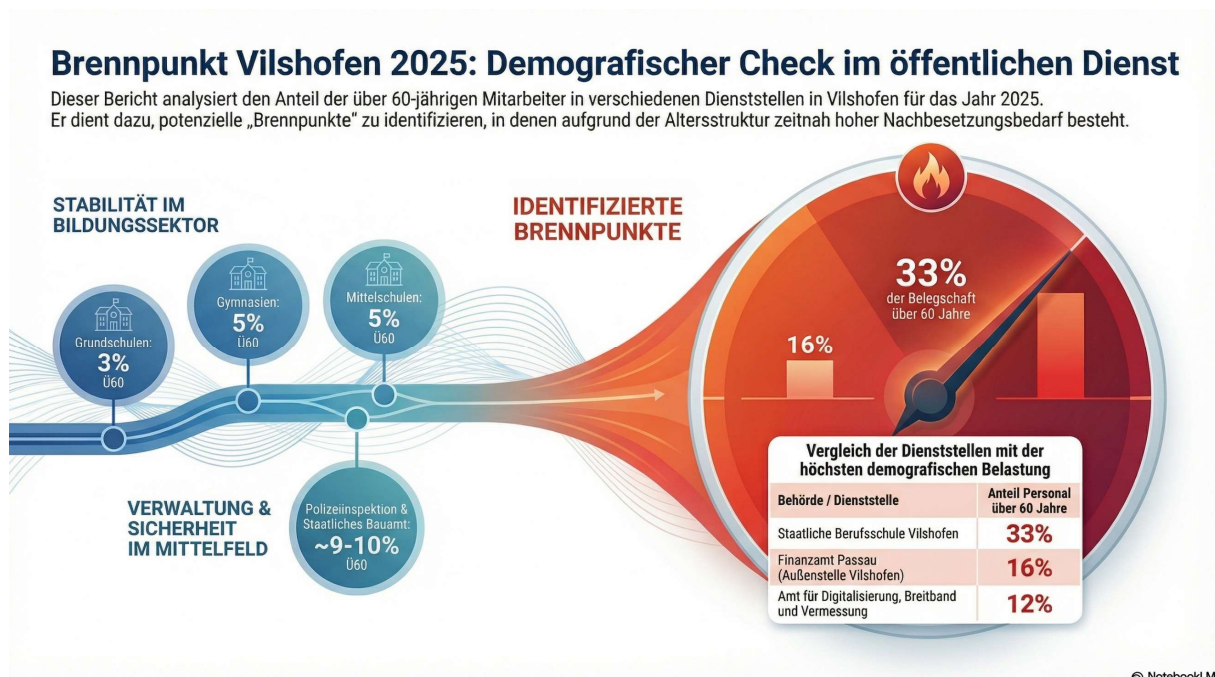 Brennpunkt Vilshofen 2025: Demografischer Check im öffentlichen Dienst
Dieser Bericht analysiert den Anteil der über 60-jährigen Mitarbeiter in verschiedenen Dienststellen in Vilshofen für das Jahr 2025.
Er dient dazu, potenzielle „Brennpunkte“ zu identifizieren, in denen aufgrund der Altersstruktur zeitnah hoher Nachbesetzungsbedarf besteht.
STABILITÄT IM
BILDUNGSSEKTOR
Grundschulen:
3%
Ü60
Gymnasien:
5%
Ü60
Mittelschulen:
5%
Ü60
VERWALTUNG &
SICHERHEIT
IM MITTELFELD
Polizeiinspektion &
Staatliches Bauamt:
~9-10%
Ü60
IDENTIFIZIERTE
BRENNPUNKTE
33%
der Belegschaft
über 60 Jahre
16%
Vergleich der Dienststellen mit der
höchsten demografischen Belastung
Behörde / Dienststelle
Anteil Personal
über 60 Jahre
Staatliche Berufsschule Vilshofen
33%
Finanzamt Passau
(Außenstelle Vilshofen)
16%
Amt für Digitalisierung, Breitband
und Vermessung
12%
© NotebookLM